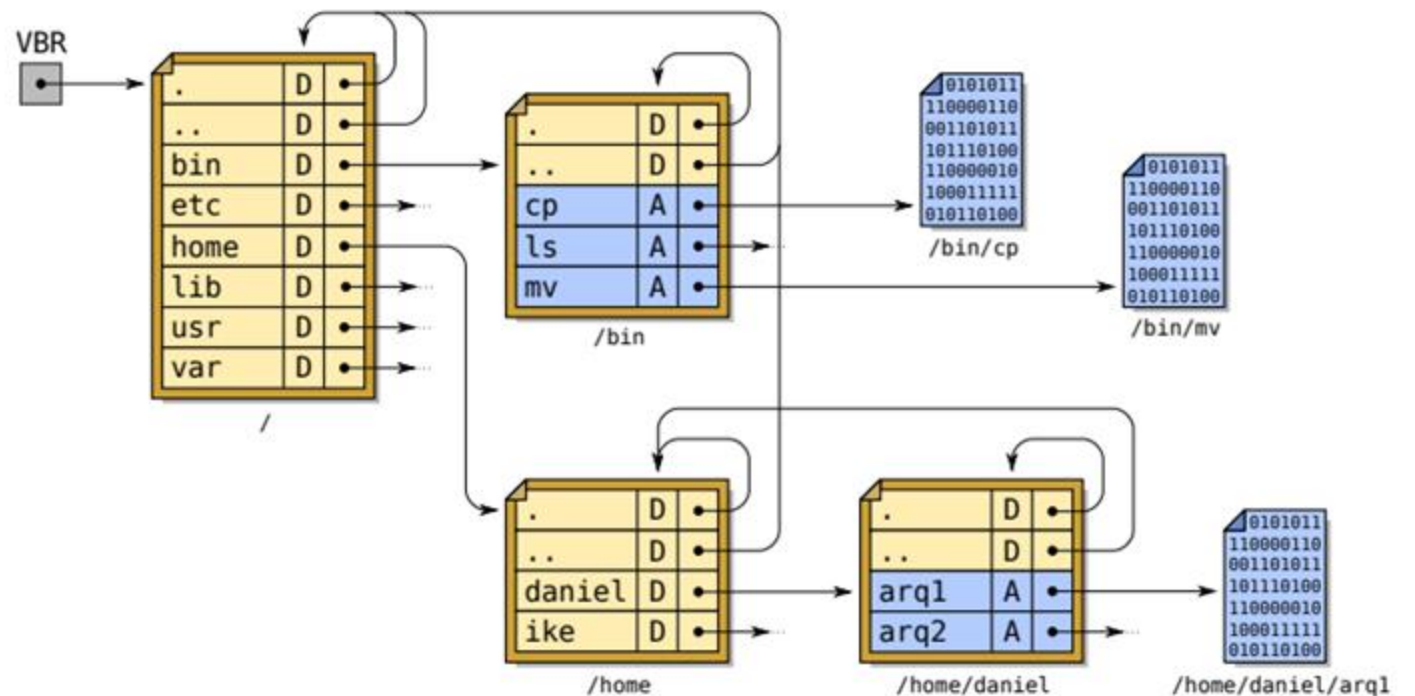 VBR
. D
.. D
bin D
etc D
home D
lib D
usr D
var D
/
. D
.. D
cp A
ls A
mv A
/bin
0101011
110000110
001101011
101110100
110000010
100011111
010110100
/bin/cp
0101011
110000110
001101011
101110100
110000010
100011111
010110100
/bin/mv
. D
.. D
daniel D
ike D
/home
. D
.. D
arq1 A
arq2 A
/home/daniel
0101011
110000110
001101011
101110100
110000010
100011111
010110100
/home/daniel/arq1